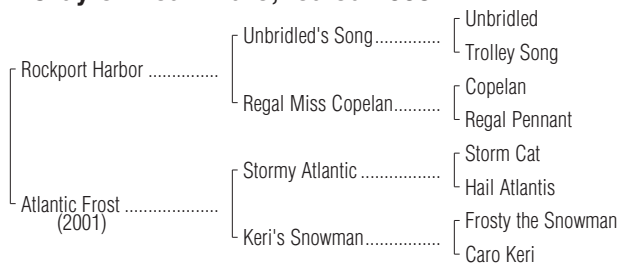 Unbridled
Unbridled's Song
Trolley Song
Rockport Harbor
Copelan
Regal Miss Copelan
Regal Pennant
Storm Cat
Stormy Atlantic
Hail Atlantis
Atlantic Frost
(2001)
Frosty the Snowman
Keri's Snowman
Caro Keri